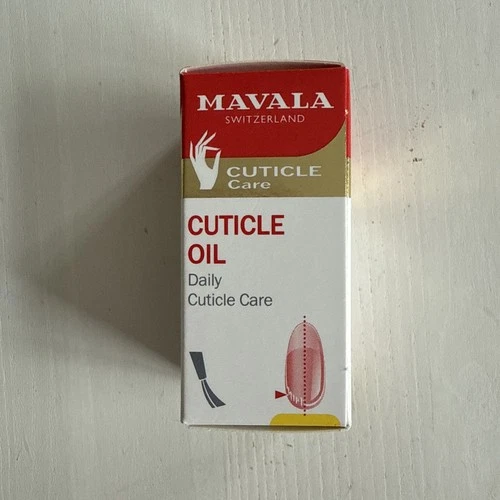 MAVALA
SWITZERLAND
CUTICLE
Care
CUTICLE
OIL
Daily
Cuticle Care